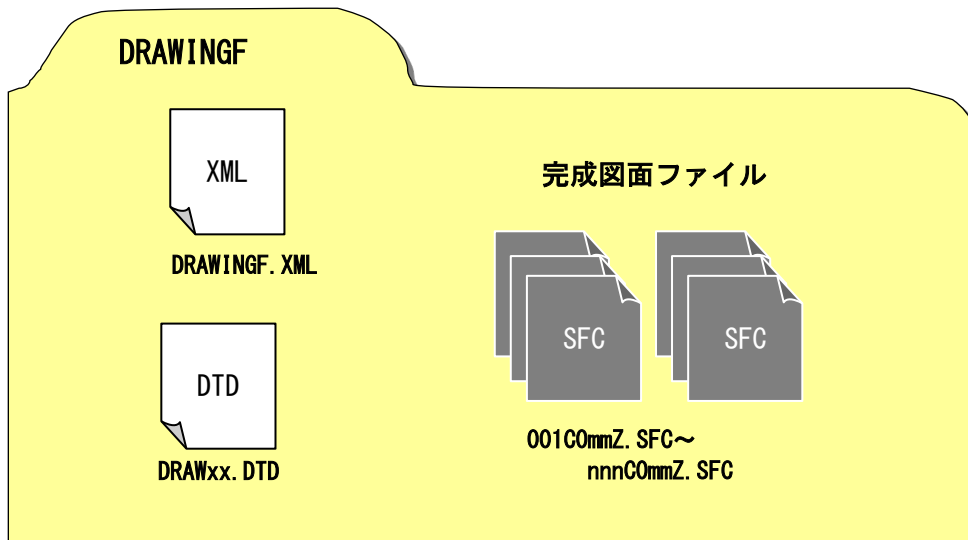 DRAWINGF
XML
DRAWINGF.XML
DTD
DRAWxx.DTD
完成図面ファイル
SFC
SFC
001C0mmZ.SFC～
nnnC0mmZ.SFC